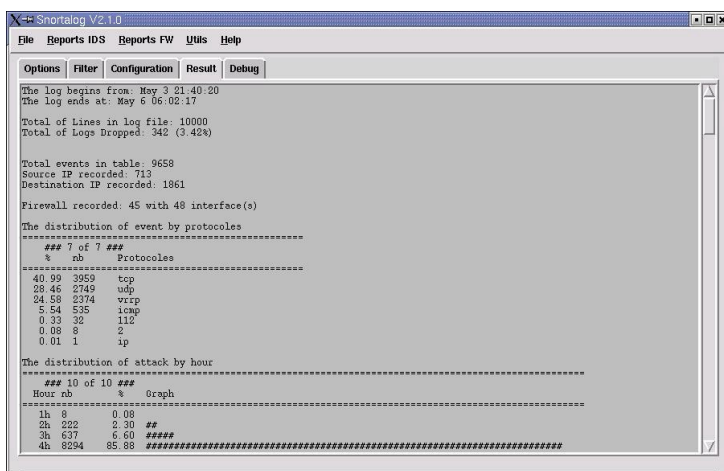 Snortalog V2.1.0
File Reports IDS Reports FW Utils Help
Options Filter Configuration Result Debug
The log begins from: May 3 21:40:20
The log ends at: May 6 06:02:17
Total of Lines in log file: 10000
Total of Logs Dropped: 342 (3.42%)
Total events in table: 9658
Source IP recorded: 713
Destination IP recorded: 1861
Firewall recorded: 45 with 48 interface(s)
The distribution of event by protocoles
==================================================
### 7 of 7 ###
% nb Protocoles
==================================================
40.99 3959 tcp
28.46 2749 udp
24.58 2374 vrrp
5.54 535 icmp
0.33 32 112
0.08 8 2
0.01 1 ip
The distribution of attack by hour
====================================================================================================
### 10 of 10 ###
Hour nb % Graph
====================================================================================================
1h 8 0.08
2h 222 2.30 ##
3h 637 6.60 #####
4h 8294 85.88 ##########################################################################